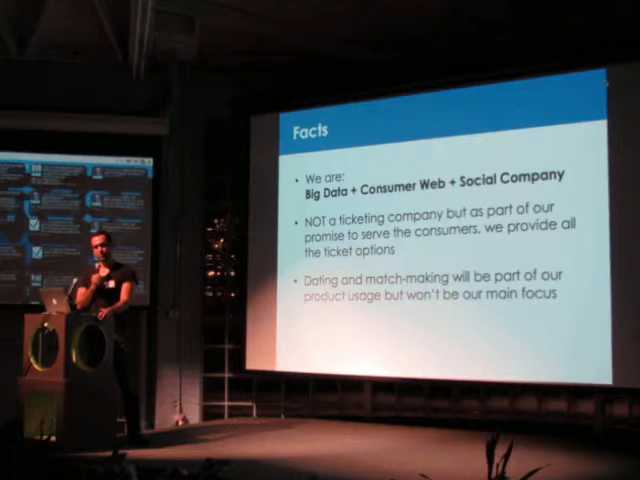 Facts
• We are:
Big Data + Consumer Web + Social Company
• NOT a ticketing company but as part of our
promise to serve the consumers, we provide all
the ticket options
• Dating and match-making will be part of our
product usage but won't be our main focus